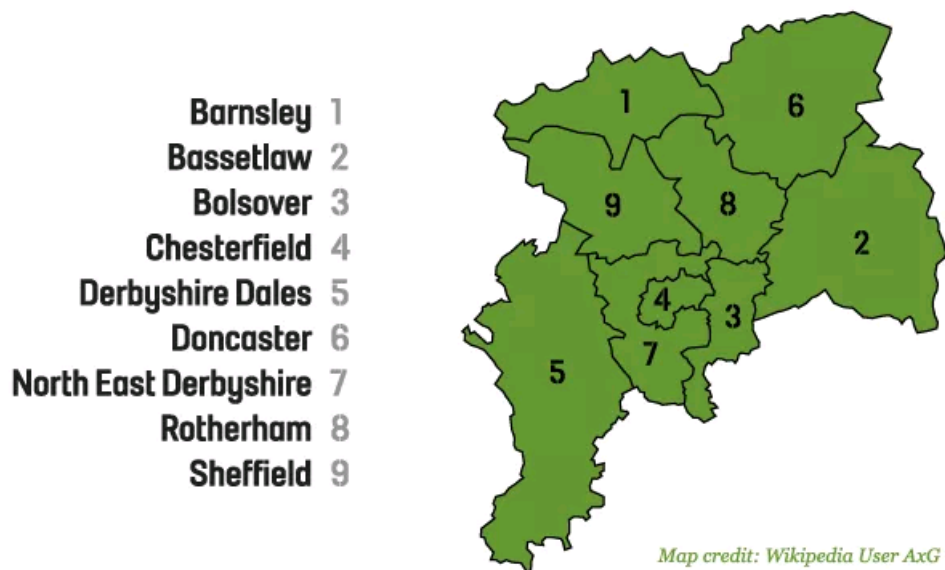 Barnsley 1
Bassetlaw 2
Bolsover 3
Chesterfield 4
Derbyshire Dales 5
Doncaster 6
North East Derbyshire 7
Rotherham 8
Sheffield 9
1
6
9
8
2
4
3
7
5
Map credit: Wikipedia User AxG